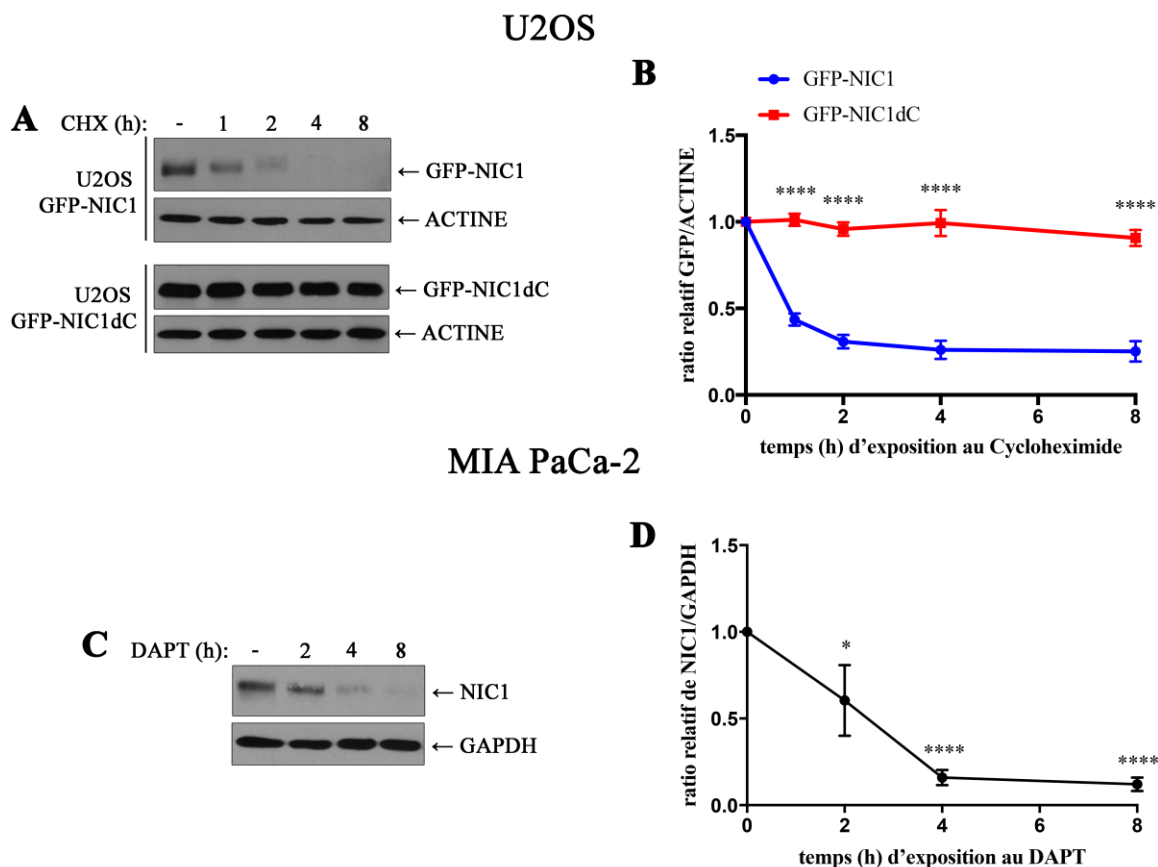 U2OS
A
CHX (h): - 1 2 4 8
U2OS
GFP-NIC1
← GFP-NIC1
← ACTINE
U2OS
GFP-NIC1dC
← GFP-NIC1dC
← ACTINE
B
GFP-NIC1
GFP-NIC1dC
ratio relatif GFP/ACTINE
1.5
1.0
0.5
0.0
**** **** **** ****
0 2 4 6 8
temps (h) d'exposition au Cycloheximide
MIA PaCa-2
C
DAPT (h): - 2 4 8
← NIC1
← GAPDH
D
ratio relatif de NIC1/GAPDH
1.5
1.0
0.5
0.0
* **** ****
0 2 4 6 8
temps (h) d'exposition au DAPT